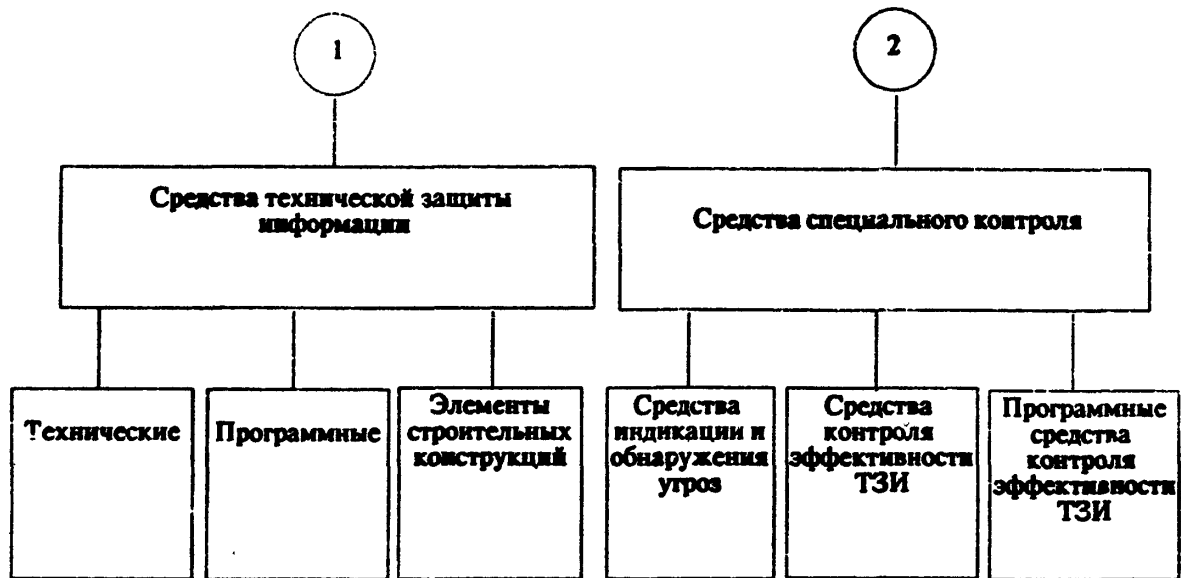 1
2
Средства технической защиты
информации
Средства специального контроля
Технические
Программные
Элементы
строительных
конструкций
Средства
индикации и
обнаружения
угроз
Средства
контроля
эффективности
ТЗИ
Программные
средства
контроля
эффективности
ТЗИ